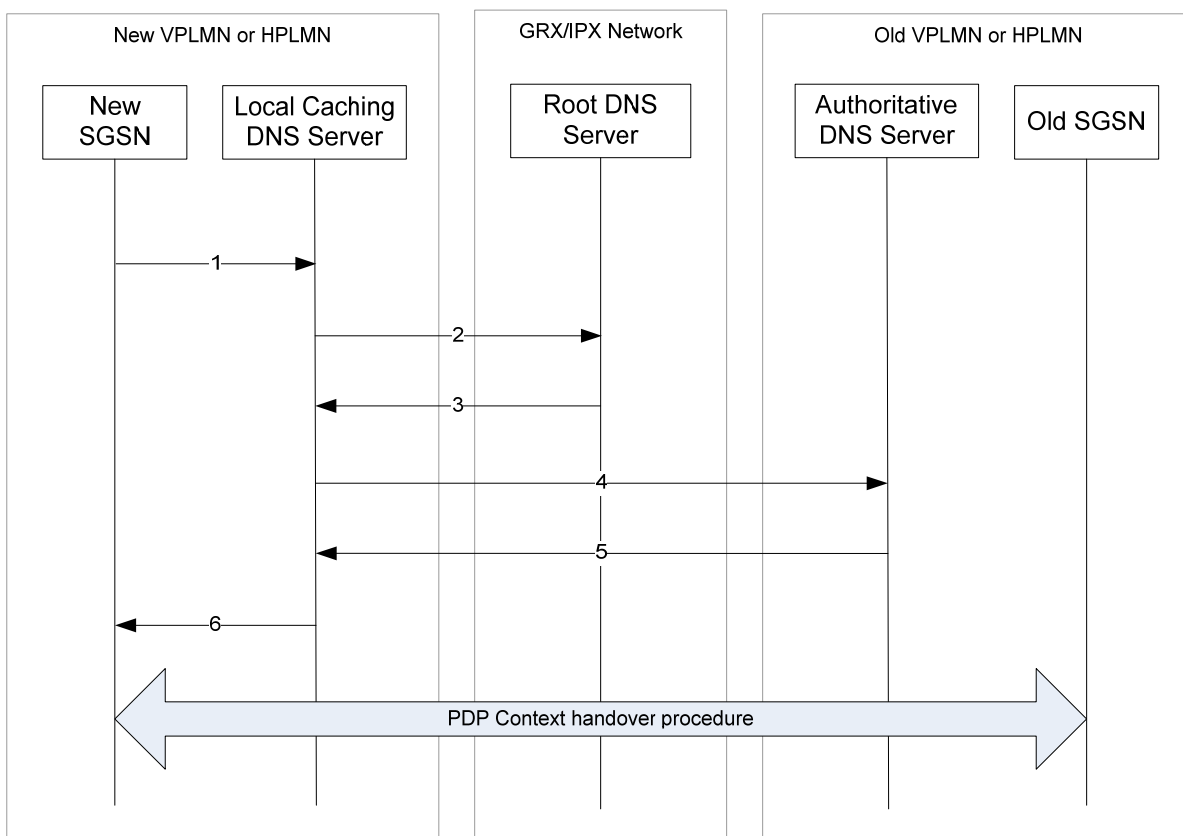 New VPLMN or HPLMN
GRX/IPX Network
Old VPLMN or HPLMN
New
SGSN
Local Caching
DNS Server
Root DNS
Server
Authoritative
DNS Server
Old SGSN
1
2
3
4
5
6
PDP Context handover procedure